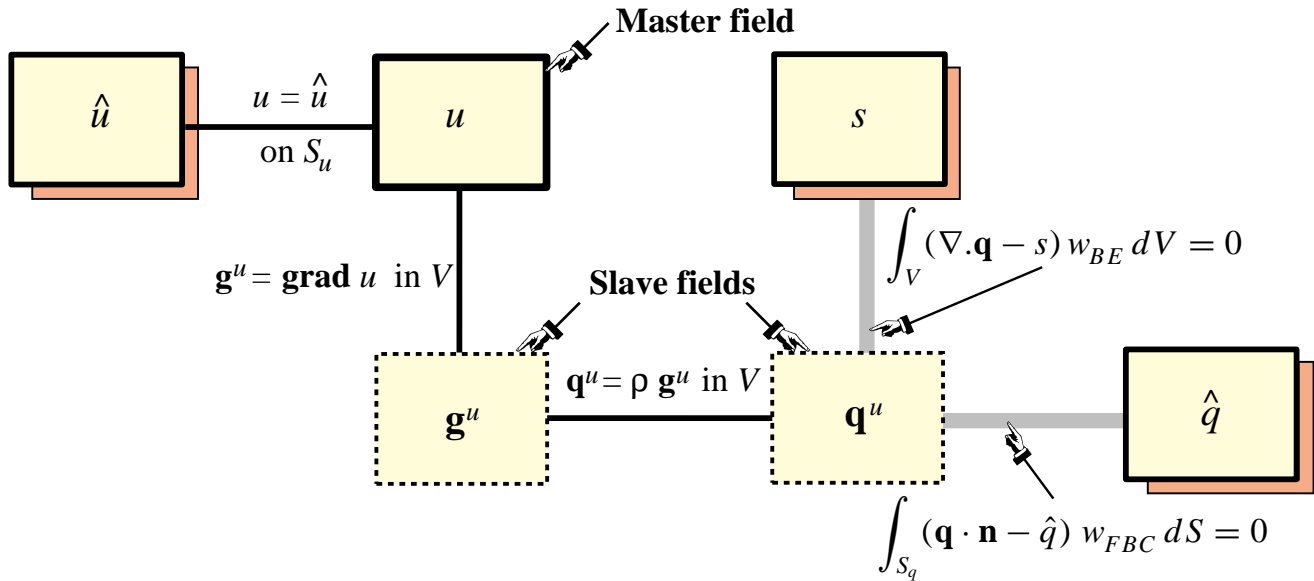 Master field
û
u = û
on S_u
u
s
∫_V (∇.q − s) w_BE dV = 0
g^u = grad u in V
Slave fields
q^u = ρ g^u in V
g^u
q^u
q̂
∫_{S_q} (q · n − q̂) w_FBC dS = 0